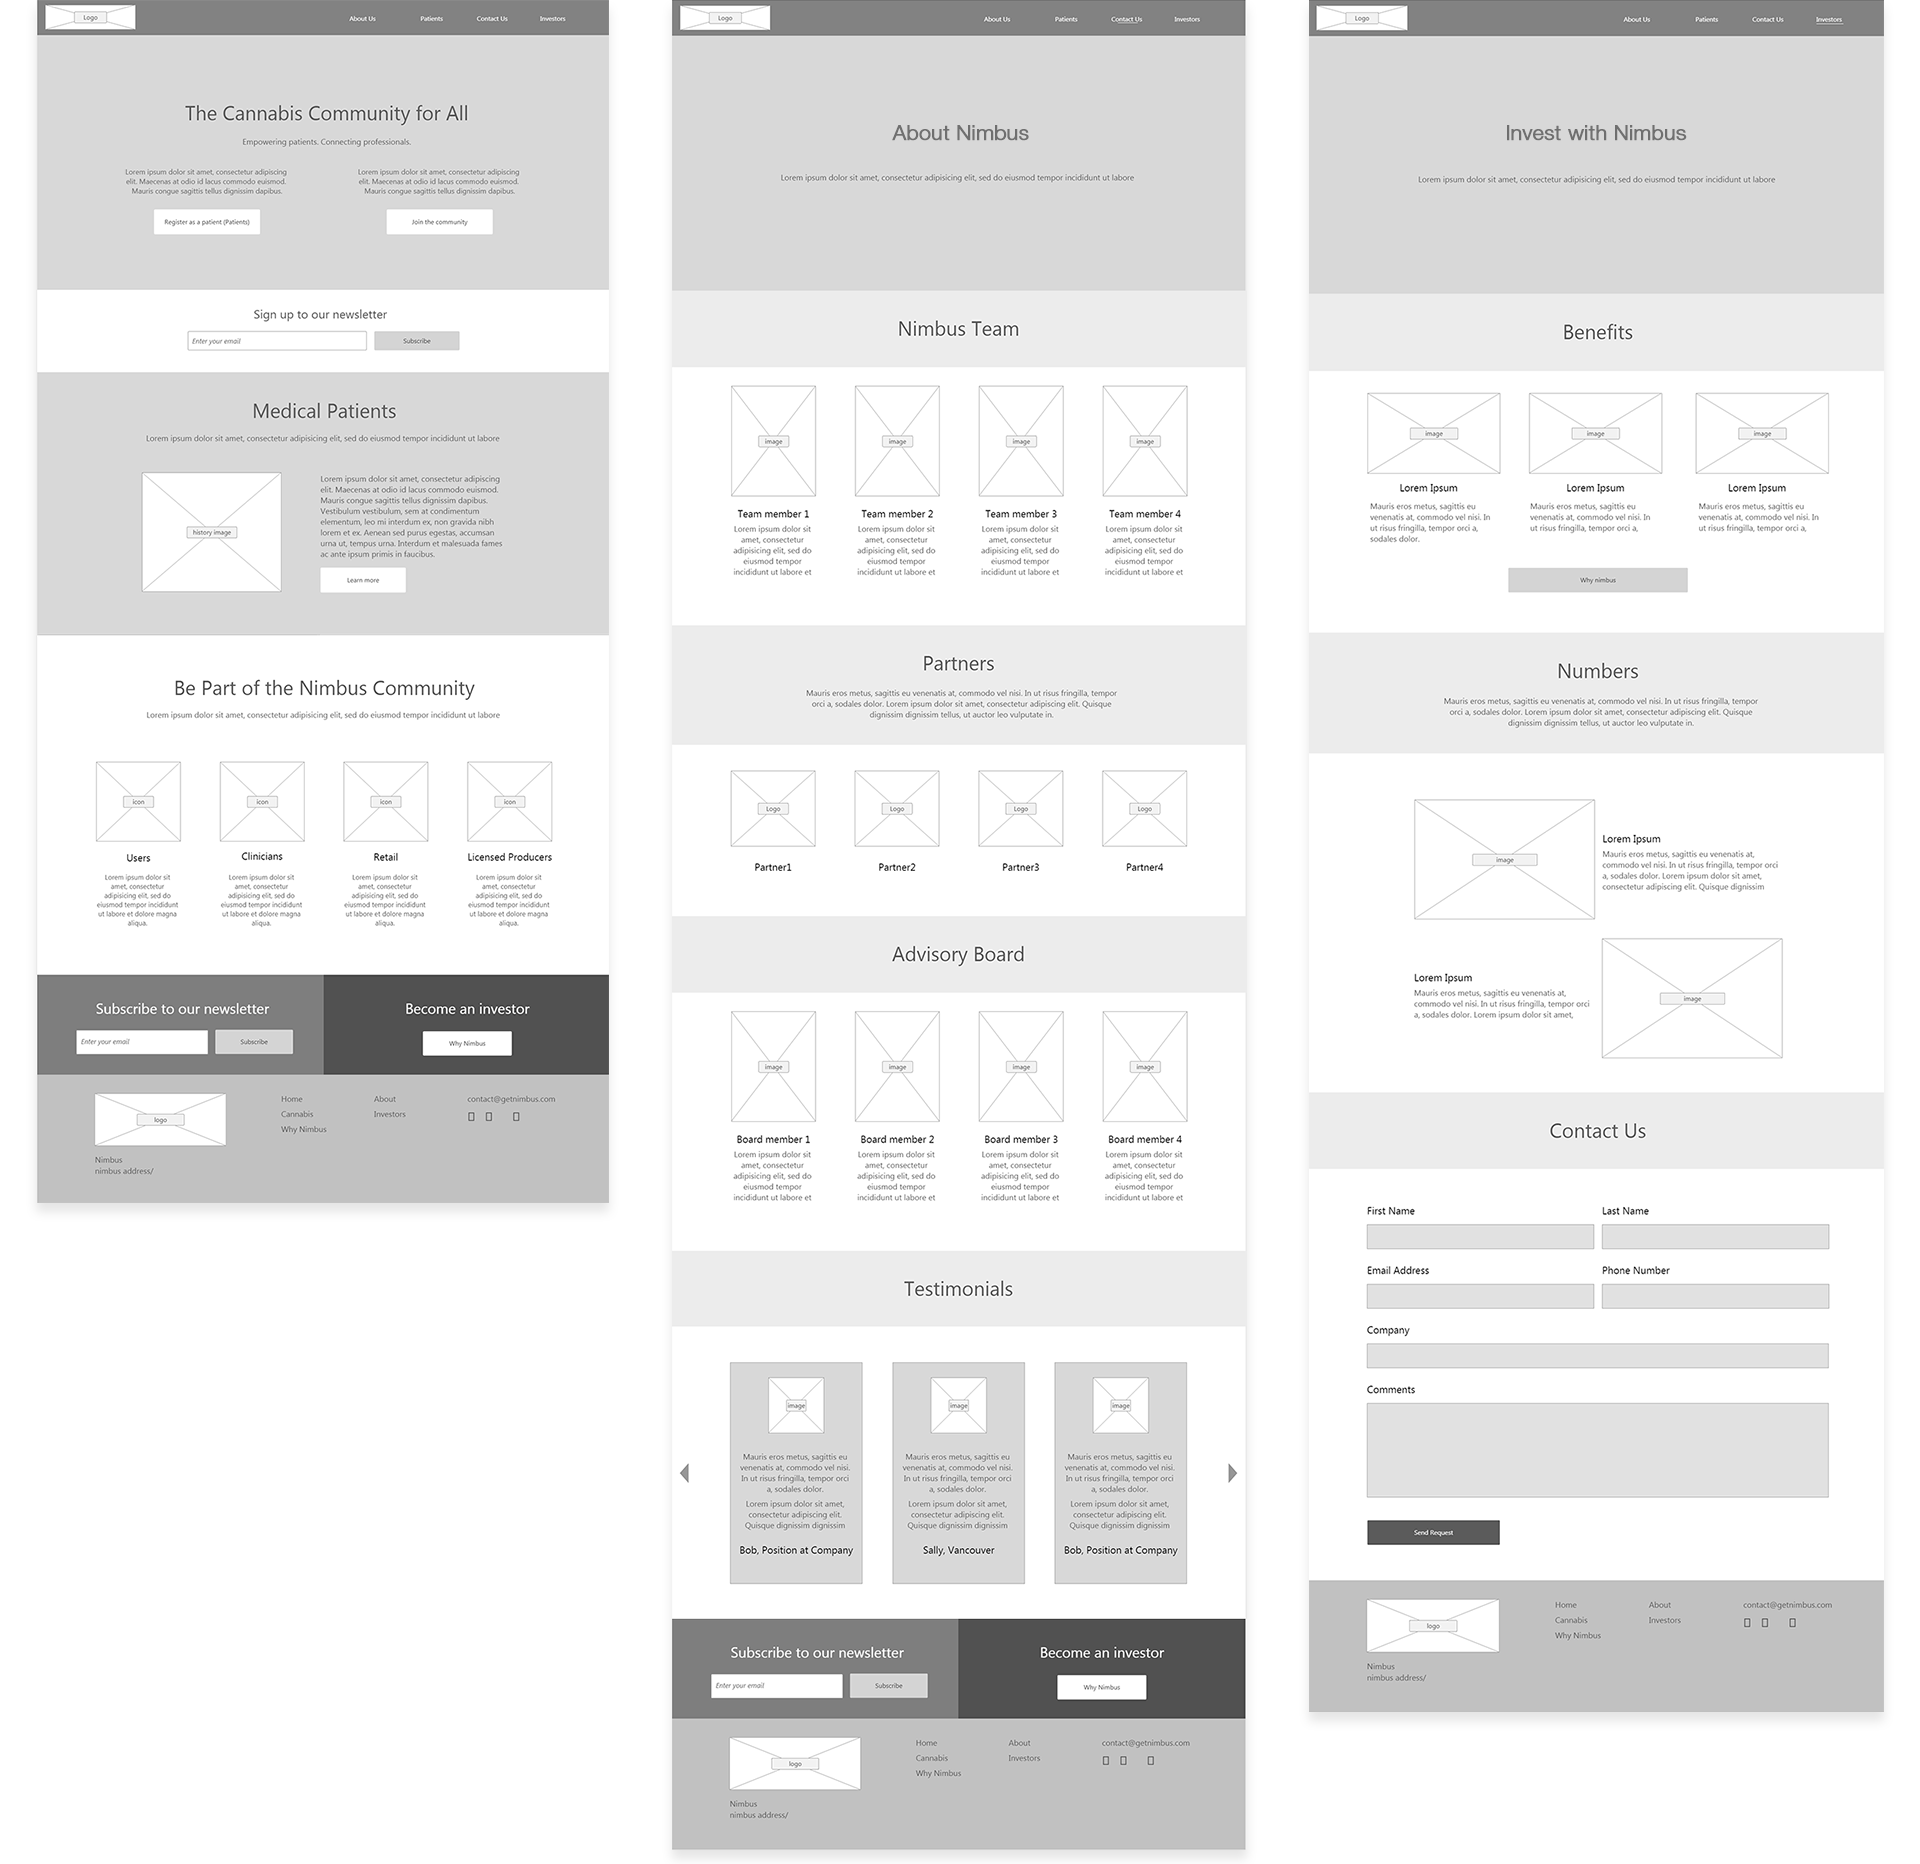 Logo
About Us
Patients
Contact Us
Investors
The Cannabis Community for All
Empowering patients. Connecting professionals.
Lorem ipsum dolor sit amet, consectetur adipiscing
elit. Maecenas at odio id lacus commodo euismod.
Mauris congue sagittis tellus dignissim dapibus.
Register as a patient (Patients)
Lorem ipsum dolor sit amet, consectetur adipiscing
elit. Maecenas at odio id lacus commodo euismod.
Mauris congue sagittis tellus dignissim dapibus.
Join the community
Sign up to our newsletter
Enter your email
Subscribe
Medical Patients
Lorem ipsum dolor sit amet, consectetur adipisicing elit, sed do eiusmod tempor incididunt ut labore
history image
Lorem ipsum dolor sit amet, consectetur adipiscing
elit. Maecenas at odio id lacus commodo euismod.
Mauris congue sagittis tellus dignissim dapibus.
Vestibulum vestibulum, sem at condimentum
elementum, leo mi interdum ex, non gravida nibh
lorem et ex. Aenean sed purus egestas, accumsan
urna ut, tempus urna. Interdum et malesuada fames
ac ante ipsum primis in faucibus.
Learn more
Be Part of the Nimbus Community
Lorem ipsum dolor sit amet, consectetur adipisicing elit, sed do eiusmod tempor incididunt ut labore
icon
Users
Lorem ipsum dolor sit
amet, consectetur
adipisicing elit, sed do
eiusmod tempor incididunt
ut labore et dolore magna
aliqua.
icon
Clinicians
Lorem ipsum dolor sit
amet, consectetur
adipisicing elit, sed do
eiusmod tempor incididunt
ut labore et dolore magna
aliqua.
icon
Retail
Lorem ipsum dolor sit
amet, consectetur
adipisicing elit, sed do
eiusmod tempor incididunt
ut labore et dolore magna
aliqua.
icon
Licensed Producers
Lorem ipsum dolor sit
amet, consectetur
adipisicing elit, sed do
eiusmod tempor incididunt
ut labore et dolore magna
aliqua.
Subscribe to our newsletter
Enter your email
Subscribe
Become an investor
Why Nimbus
logo
Nimbus
nimbus address/
Home
Cannabis
Why Nimbus
About
Investors
contact@getnimbus.com
Logo
About Us
Patients
Contact Us
Investors
About Nimbus
Lorem ipsum dolor sit amet, consectetur adipisicing elit, sed do eiusmod tempor incididunt ut labore
Nimbus Team
image
Team member 1
Lorem ipsum dolor sit
amet, consectetur
adipisicing elit, sed do
eiusmod tempor
incididunt ut labore et
image
Team member 2
Lorem ipsum dolor sit
amet, consectetur
adipisicing elit, sed do
eiusmod tempor
incididunt ut labore et
image
Team member 3
Lorem ipsum dolor sit
amet, consectetur
adipisicing elit, sed do
eiusmod tempor
incididunt ut labore et
image
Team member 4
Lorem ipsum dolor sit
amet, consectetur
adipisicing elit, sed do
eiusmod tempor
incididunt ut labore et
Partners
Mauris eros metus, sagittis eu venenatis at, commodo vel nisi. In ut risus fringilla, tempor
orci a, sodales dolor. Lorem ipsum dolor sit amet, consectetur adipiscing elit. Quisque
dignissim dignissim tellus, ut auctor leo vulputate in.
Logo
Partner1
Logo
Partner2
Logo
Partner3
Logo
Partner4
Advisory Board
image
Board member 1
Lorem ipsum dolor sit
amet, consectetur
adipisicing elit, sed do
eiusmod tempor
incididunt ut labore et
image
Board member 2
Lorem ipsum dolor sit
amet, consectetur
adipisicing elit, sed do
eiusmod tempor
incididunt ut labore et
image
Board member 3
Lorem ipsum dolor sit
amet, consectetur
adipisicing elit, sed do
eiusmod tempor
incididunt ut labore et
image
Board member 4
Lorem ipsum dolor sit
amet, consectetur
adipisicing elit, sed do
eiusmod tempor
incididunt ut labore et
Testimonials
image
Mauris eros metus, sagittis eu
venenatis at, commodo vel nisi.
In ut risus fringilla, tempor orci
a, sodales dolor.
Lorem ipsum dolor sit amet,
consectetur adipiscing elit.
Quisque dignissim dignissim
Bob, Position at Company
image
Mauris eros metus, sagittis eu
venenatis at, commodo vel nisi.
In ut risus fringilla, tempor orci
a, sodales dolor.
Lorem ipsum dolor sit amet,
consectetur adipiscing elit.
Quisque dignissim dignissim
Sally, Vancouver
image
Mauris eros metus, sagittis eu
venenatis at, commodo vel nisi.
In ut risus fringilla, tempor orci
a, sodales dolor.
Lorem ipsum dolor sit amet,
consectetur adipiscing elit.
Quisque dignissim dignissim
Bob, Position at Company
Subscribe to our newsletter
Enter your email
Subscribe
Become an investor
Why Nimbus
logo
Nimbus
nimbus address/
Home
Cannabis
Why Nimbus
About
Investors
contact@getnimbus.com
Logo
About Us
Patients
Contact Us
Investors
Invest with Nimbus
Lorem ipsum dolor sit amet, consectetur adipisicing elit, sed do eiusmod tempor incididunt ut labore
Benefits
image
Lorem Ipsum
Mauris eros metus, sagittis eu
venenatis at, commodo vel nisi. In
ut risus fringilla, tempor orci a,
sodales dolor.
image
Lorem Ipsum
Mauris eros metus, sagittis eu
venenatis at, commodo vel nisi. In
ut risus fringilla, tempor orci a,
image
Lorem Ipsum
Mauris eros metus, sagittis eu
venenatis at, commodo vel nisi. In
ut risus fringilla, tempor orci a,
Why nimbus
Numbers
Mauris eros metus, sagittis eu venenatis at, commodo vel nisi. In ut risus fringilla, tempor
orci a, sodales dolor. Lorem ipsum dolor sit amet, consectetur adipiscing elit. Quisque
dignissim dignissim tellus, ut auctor leo vulputate in.
image
Lorem Ipsum
Mauris eros metus, sagittis eu venenatis at,
commodo vel nisi. In ut risus fringilla, tempor orci
a, sodales dolor. Lorem ipsum dolor sit amet,
consectetur adipiscing elit. Quisque dignissim
Lorem Ipsum
Mauris eros metus, sagittis eu venenatis at,
commodo vel nisi. In ut risus fringilla, tempor orci
a, sodales dolor. Lorem ipsum dolor sit amet,
image
Contact Us
First Name
Last Name
Email Address
Phone Number
Company
Comments
Send Request
logo
Nimbus
nimbus address/
Home
Cannabis
Why Nimbus
About
Investors
contact@getnimbus.com